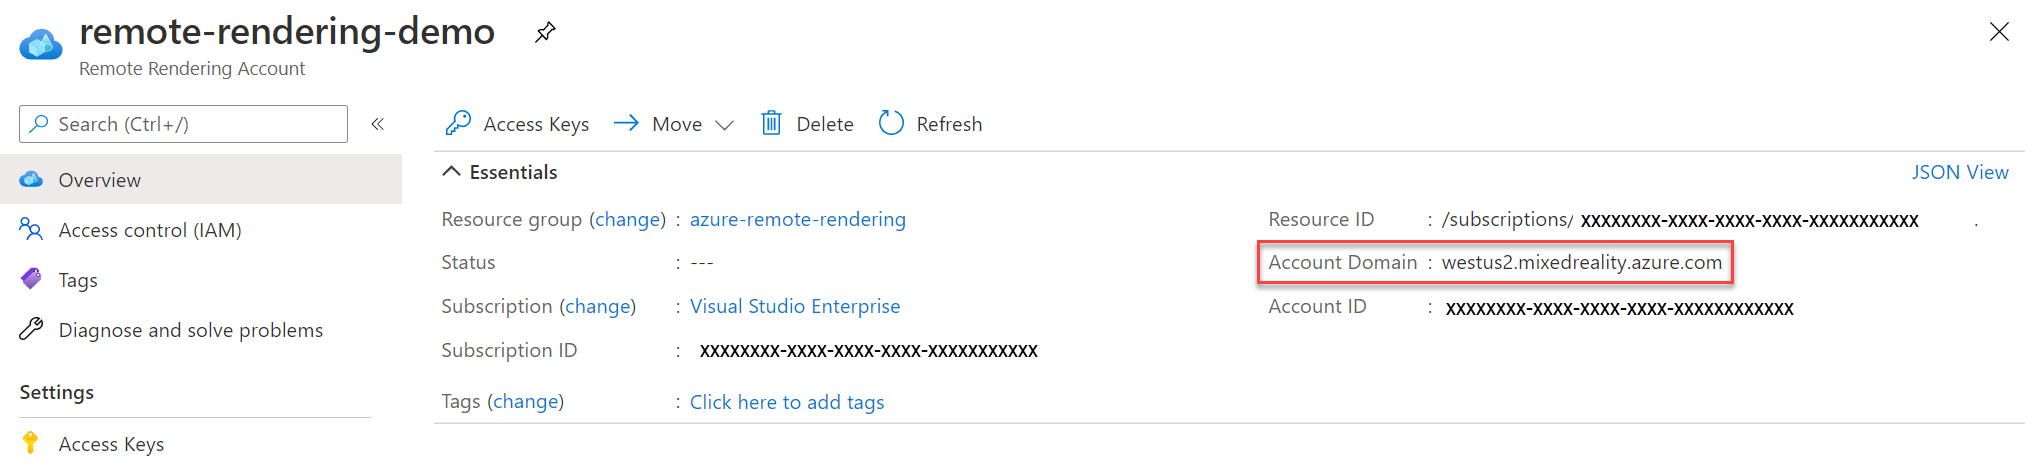 remote-rendering-demo
Remote Rendering Account
Search (Ctrl+/)
«
Access Keys
Move
Delete
Refresh
Overview
Access control (IAM)
Tags
Diagnose and solve problems
Settings
Access Keys
Essentials
JSON View
Resource group (change) : azure-remote-rendering
Status : ---
Subscription (change) : Visual Studio Enterprise
Subscription ID : XXXXXXXX-XXXX-XXXX-XXXX-XXXXXXXXXXX
Tags (change) : Click here to add tags
Resource ID : /subscriptions/ XXXXXXXX-XXXX-XXXX-XXXX-XXXXXXXXXXX .
Account Domain : westus2.mixedreality.azure.com
Account ID : XXXXXXXX-XXXX-XXXX-XXXX-XXXXXXXXXXXX